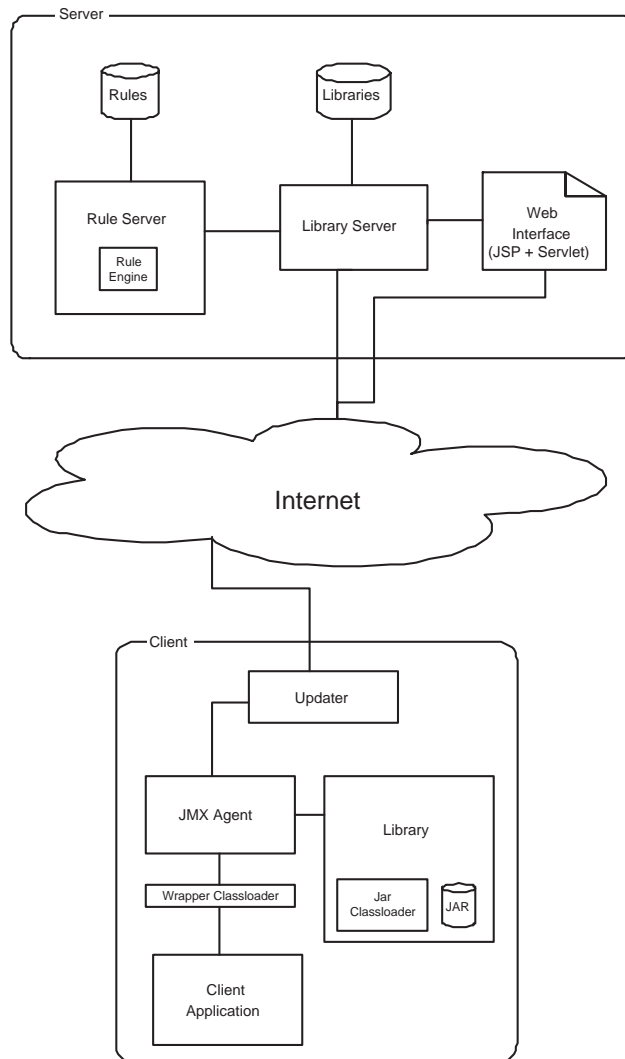 Server
Rules
Libraries
Rule Server
Rule
Engine
Library Server
Web
Interface
(JSP + Servlet)
Internet
Client
Updater
JMX Agent
Library
Wrapper Classloader
Jar
Classloader
JAR
Client
Application